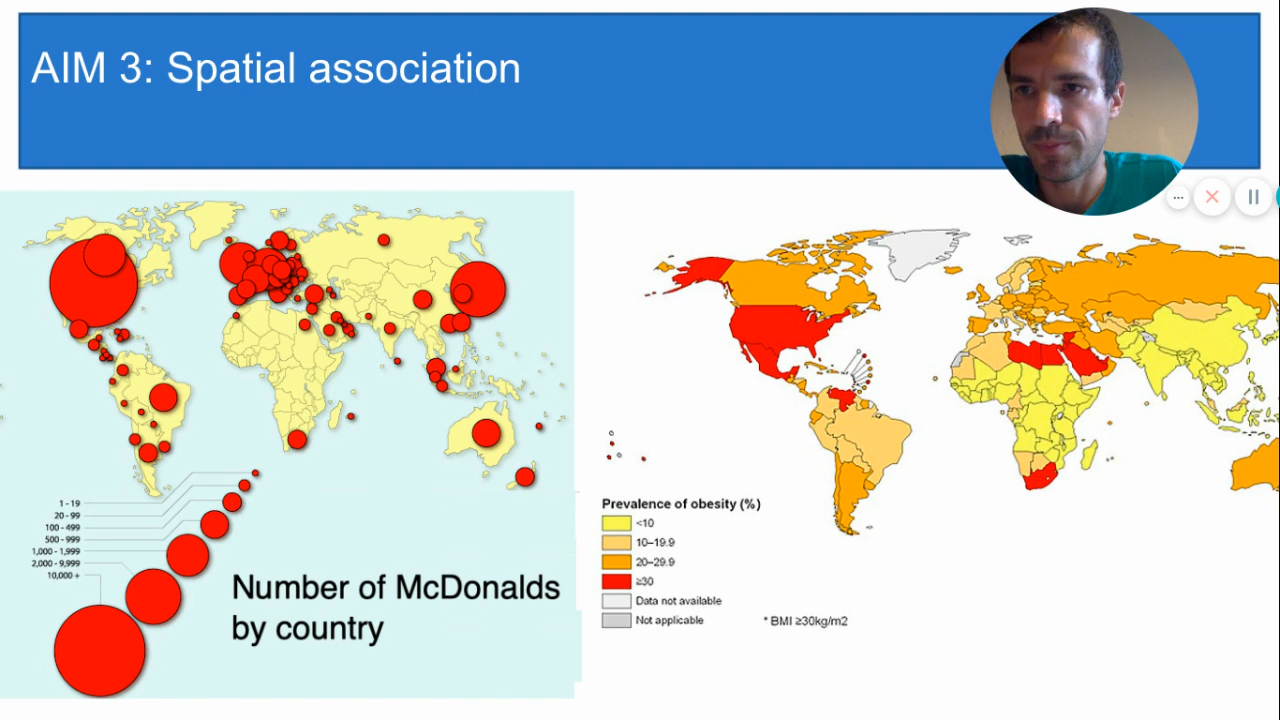 AIM 3: Spatial association
1 - 19
20 - 99
100 - 499
500 - 999
1,000 - 1,999
2,000 - 9,999
10,000 +
Number of McDonalds
by country
Prevalence of obesity (%)
<10
10–19.9
20–29.9
≥30
Data not available
Not applicable
* BMI ≥30kg/m2